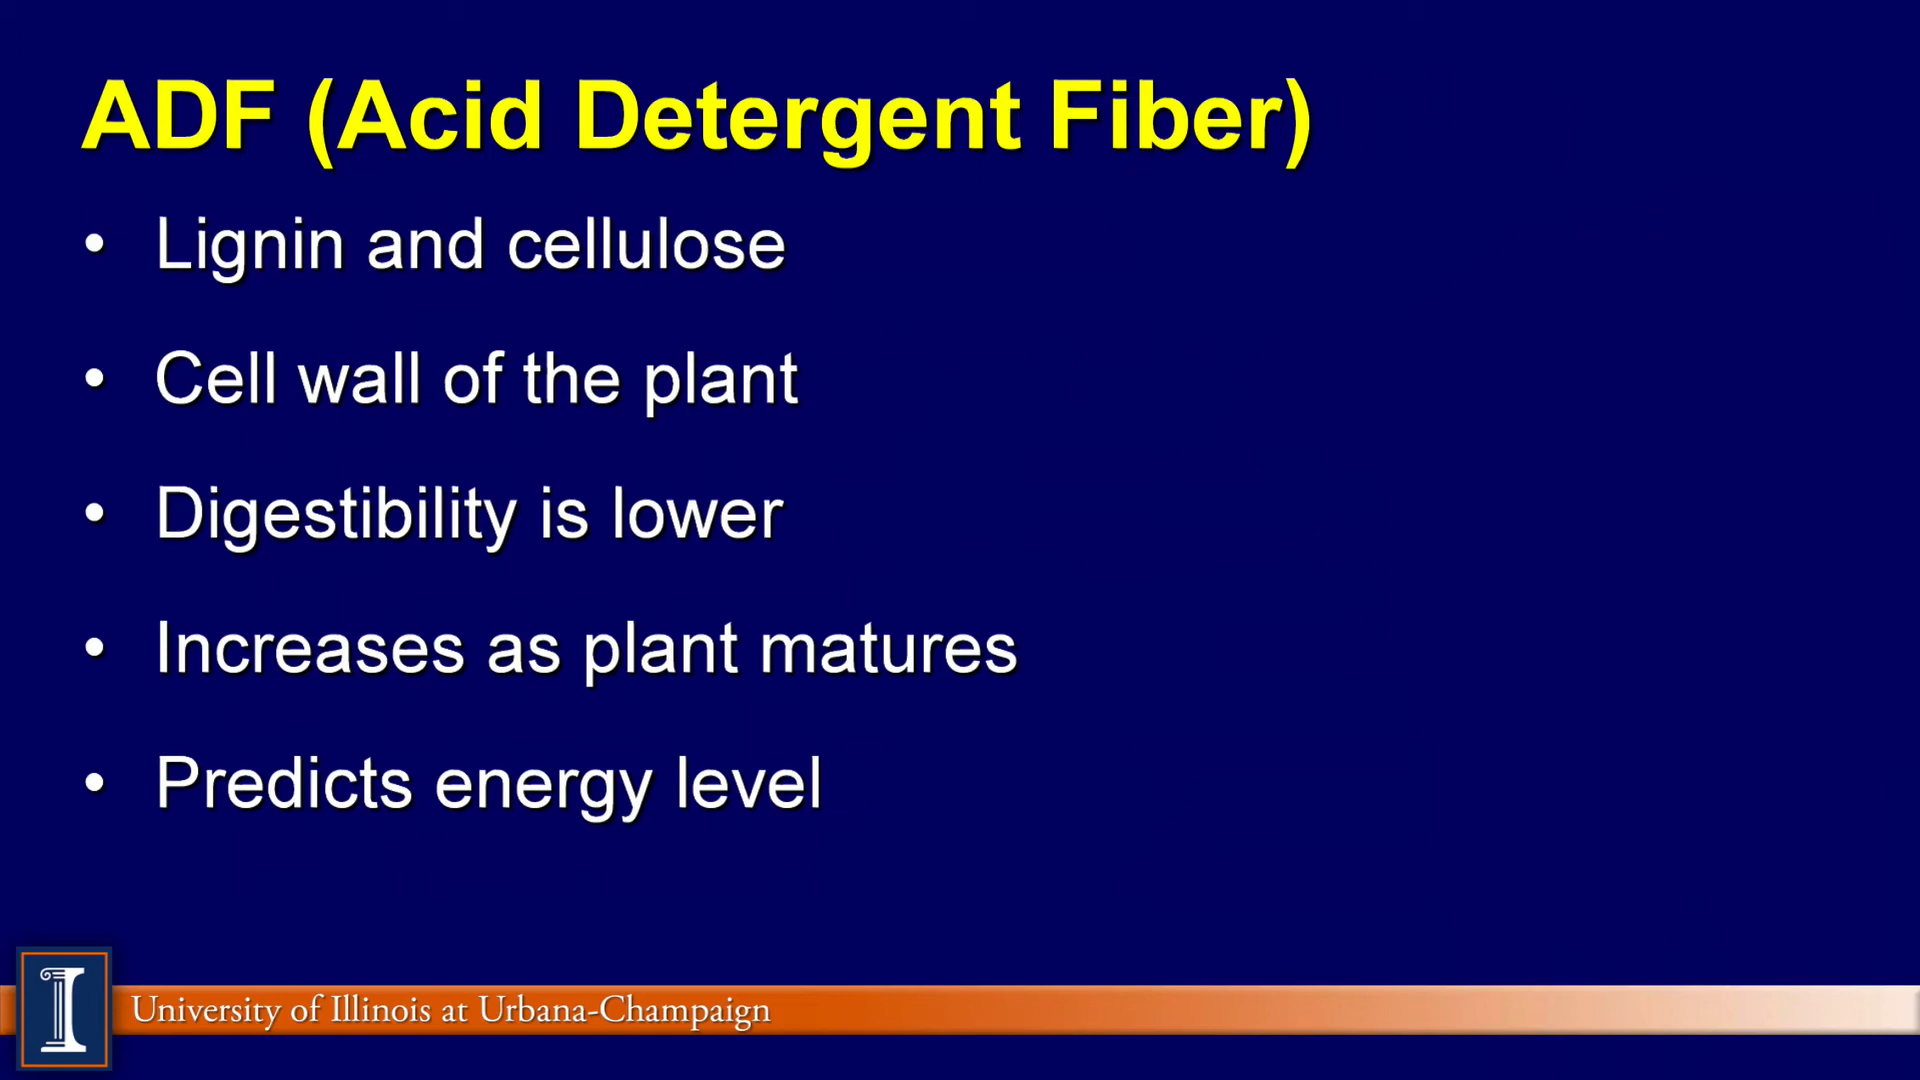 ADF (Acid Detergent Fiber)
• Lignin and cellulose
• Cell wall of the plant
• Digestibility is lower
• Increases as plant matures
• Predicts energy level
I
University of Illinois at Urbana-Champaign